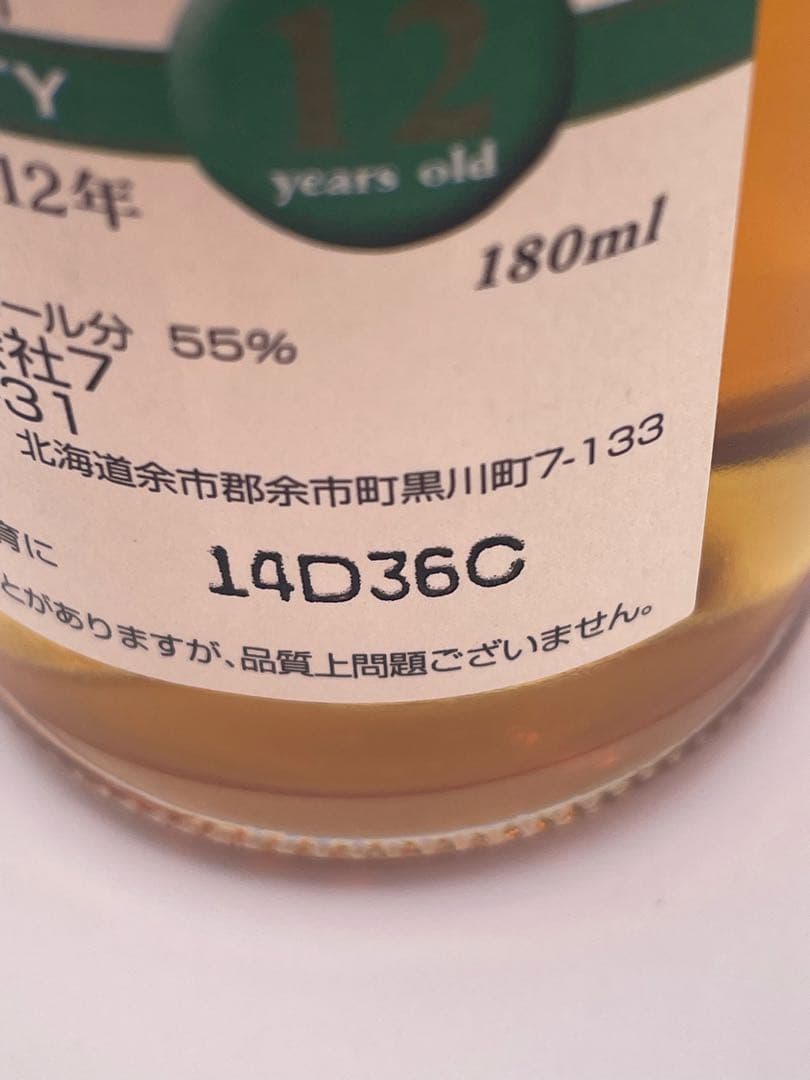 TY
12
years old
12年
180ml
ール分 55%
社7
31
北海道余市郡余市町黒川町7-133
育に
14D36C
とがありますが、品質上問題ございません。